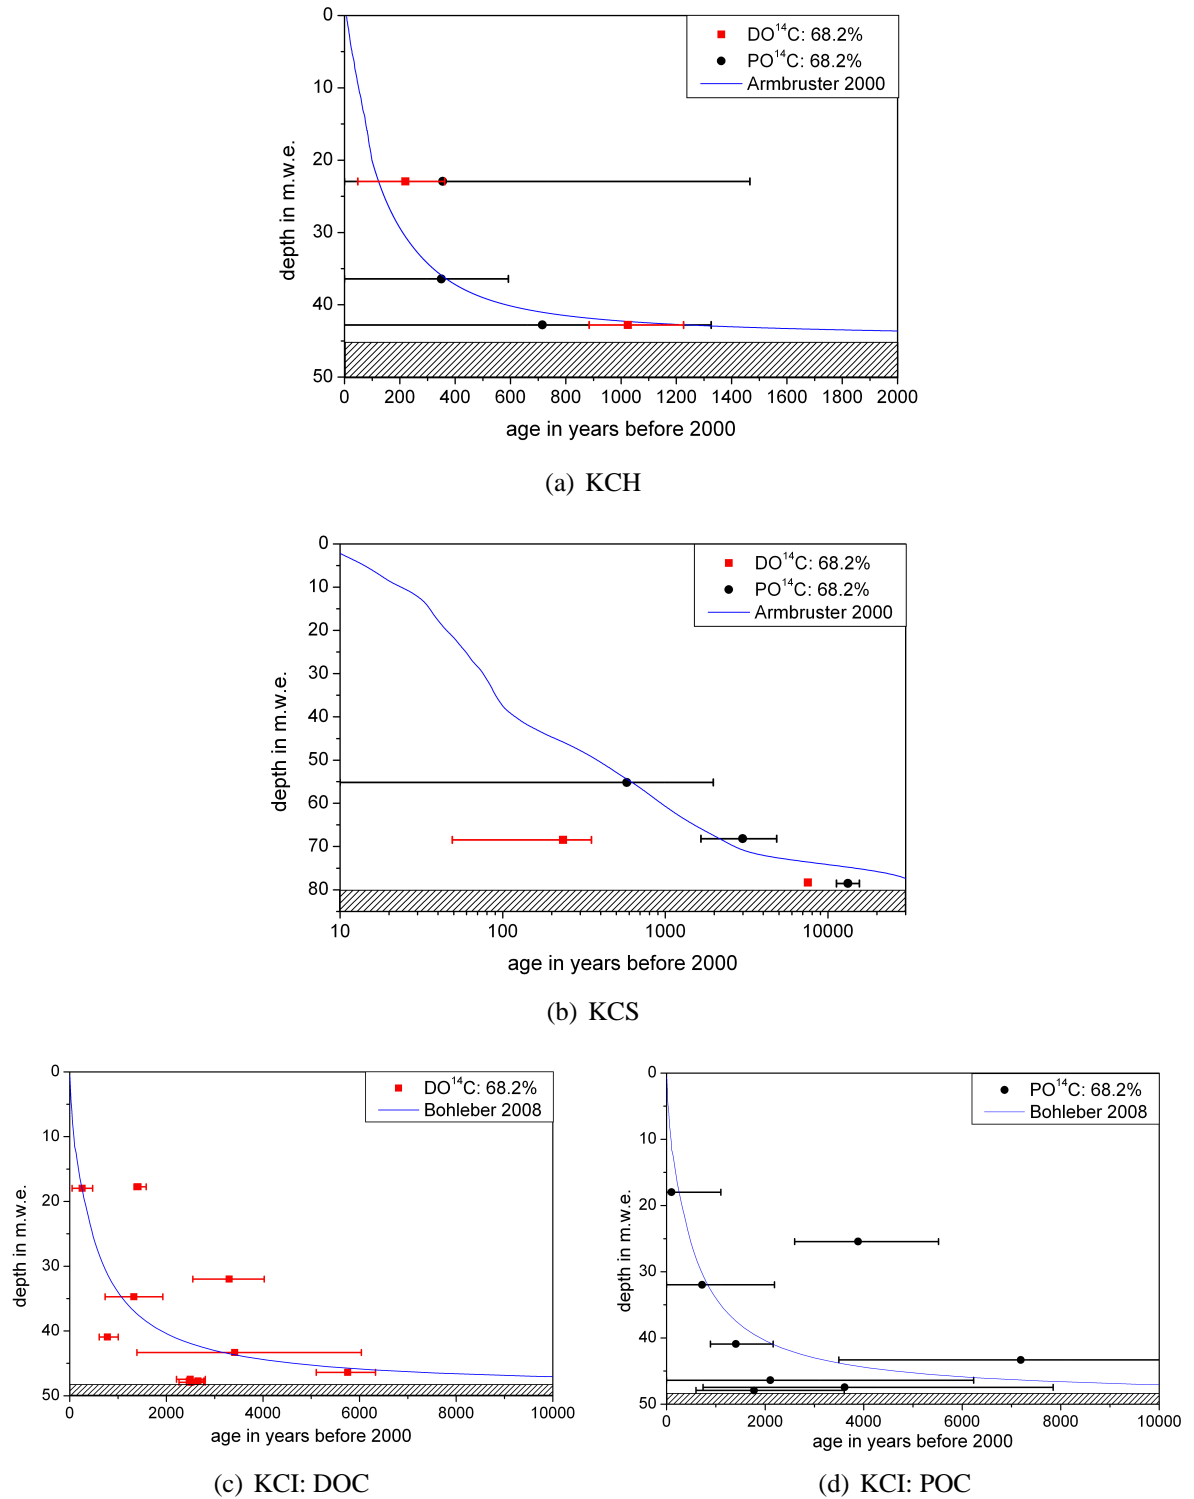 DO¹⁴C: 68.2%
PO¹⁴C: 68.2%
Armbruster 2000
0
10
20
30
40
50
depth in m.w.e.
0 200 400 600 800 1000 1200 1400 1600 1800 2000
age in years before 2000
(a) KCH
DO¹⁴C: 68.2%
PO¹⁴C: 68.2%
Armbruster 2000
0
10
20
30
40
50
60
70
80
depth in m.w.e.
10 100 1000 10000
age in years before 2000
(b) KCS
DO¹⁴C: 68.2%
Bohleber 2008
0
10
20
30
40
50
depth in m.w.e.
0 2000 4000 6000 8000 10000
age in years before 2000
(c) KCI: DOC
PO¹⁴C: 68.2%
Bohleber 2008
0
10
20
30
40
50
depth in m.w.e.
0 2000 4000 6000 8000 10000
age in years before 2000
(d) KCI: POC